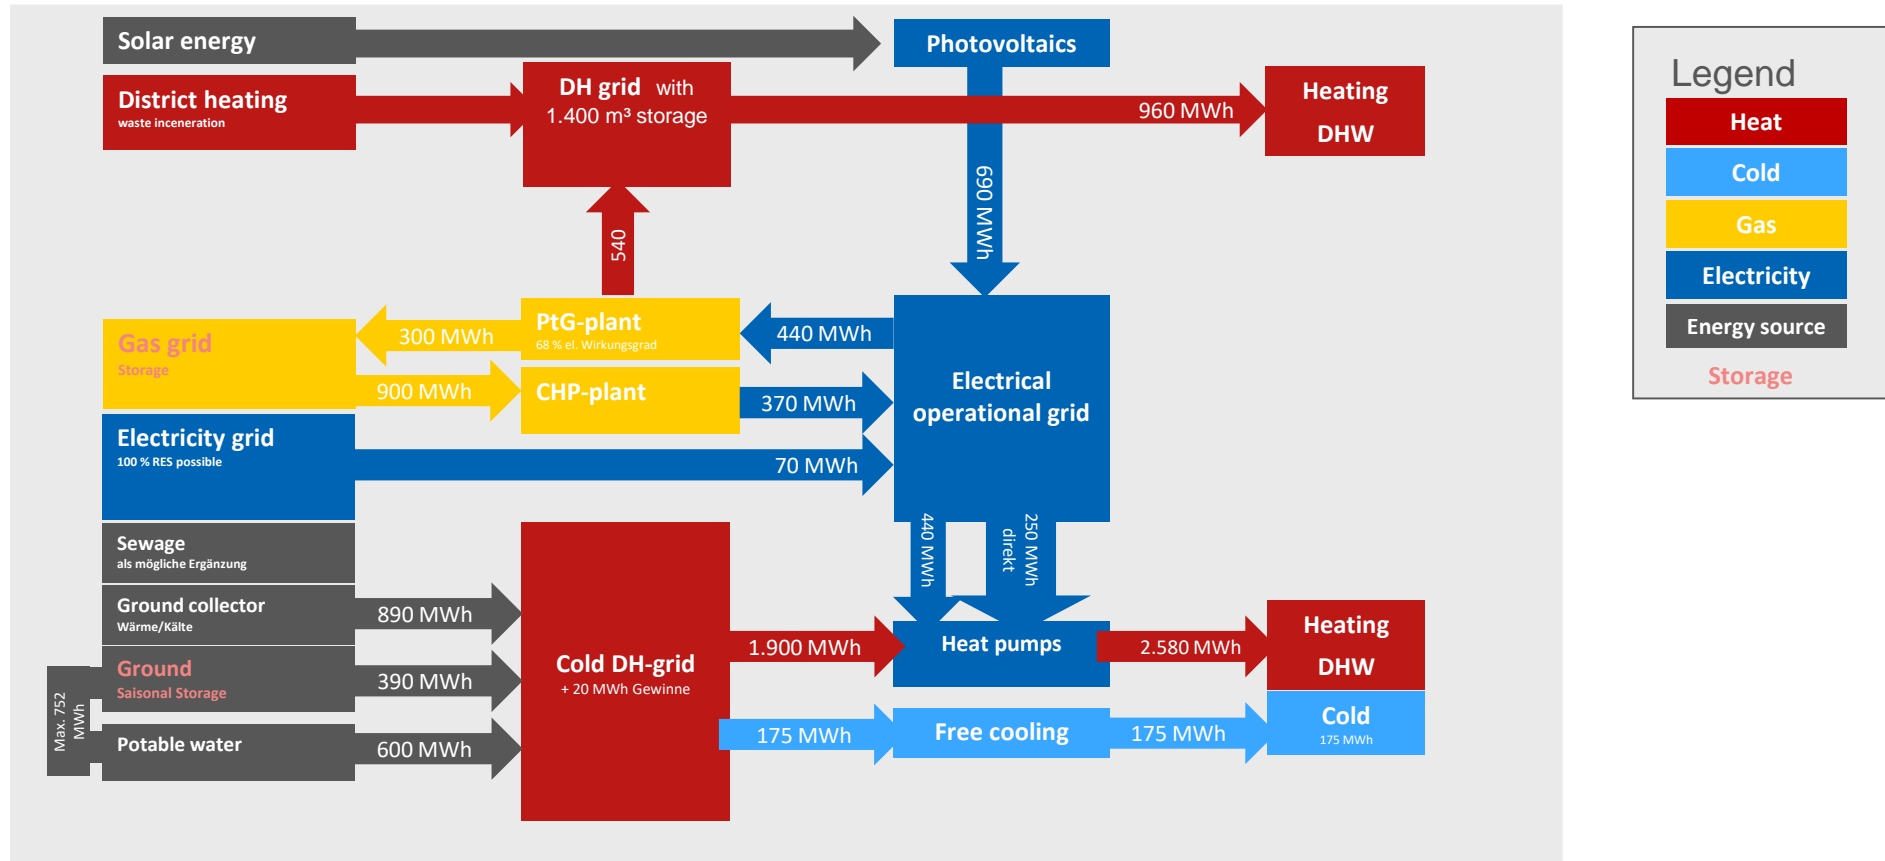 Solar energy
Photovoltaics
District heating
waste inceneration
DH grid with
1.400 m³ storage
960 MWh
Heating
DHW
690 MWh
540
Gas grid
Storage
300 MWh
PtG-plant
68 % el. Wirkungsgrad
440 MWh
900 MWh
CHP-plant
370 MWh
Electrical
operational grid
Electricity grid
100 % RES possible
70 MWh
440 MWh
250 MWh
direkt
Sewage
als mögliche Ergänzung
Ground collector
Wärme/Kälte
890 MWh
Ground
Saisonal Storage
390 MWh
Max. 752
MWh
Potable water
600 MWh
Cold DH-grid
+ 20 MWh Gewinne
1.900 MWh
Heat pumps
2.580 MWh
Heating
DHW
175 MWh
Free cooling
175 MWh
Cold
175 MWh
Legend
Heat
Cold
Gas
Electricity
Energy source
Storage